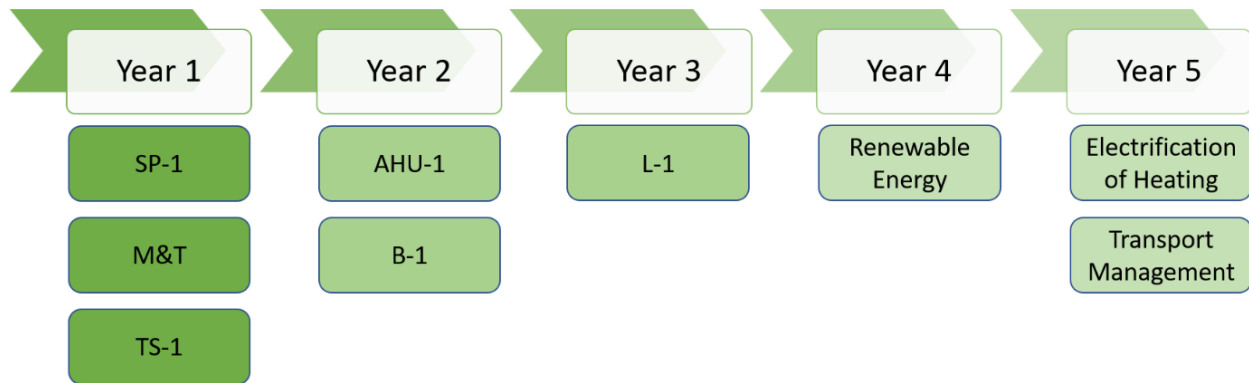 Year 1
Year 2
Year 3
Year 4
Year 5
SP-1
AHU-1
L-1
Renewable
Energy
Electrification
of Heating
M&T
B-1
Transport
Management
TS-1